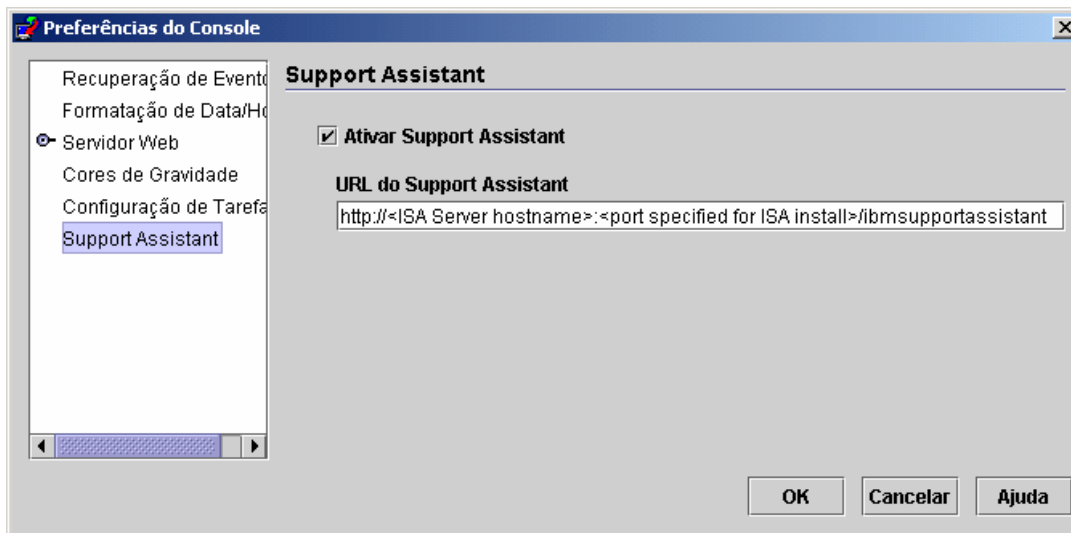 Preferências do Console
Recuperação de Evento
Formatação de Data/Ho
Servidor Web
Cores de Gravidade
Configuração de Tarefa
Support Assistant
Support Assistant
Ativar Support Assistant
URL do Support Assistant
http://<ISA Server hostname>:<port specified for ISA install>/ibmsupportassistant
OK
Cancelar
Ajuda